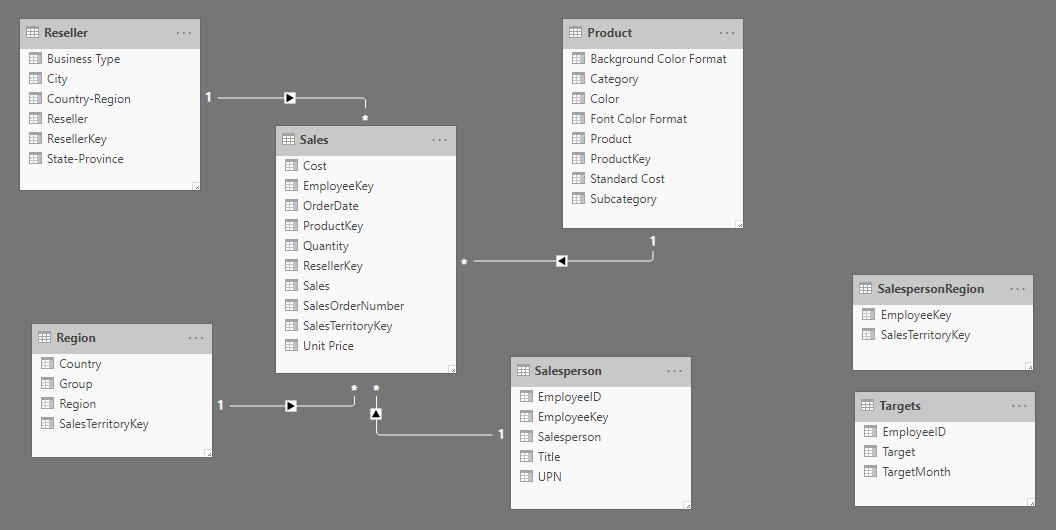 Reseller
Business Type
City
Country-Region
Reseller
ResellerKey
State-Province
1
*
Product
Background Color Format
Category
Color
Font Color Format
Product
ProductKey
Standard Cost
Subcategory
1
*
Sales
Cost
EmployeeKey
OrderDate
ProductKey
Quantity
ResellerKey
Sales
SalesOrderNumber
SalesTerritoryKey
Unit Price
* *
SalespersonRegion
EmployeeKey
SalesTerritoryKey
Region
Country
Group
Region
SalesTerritoryKey
1
Salesperson
EmployeeID
EmployeeKey
Salesperson
Title
UPN
1
Targets
EmployeeID
Target
TargetMonth